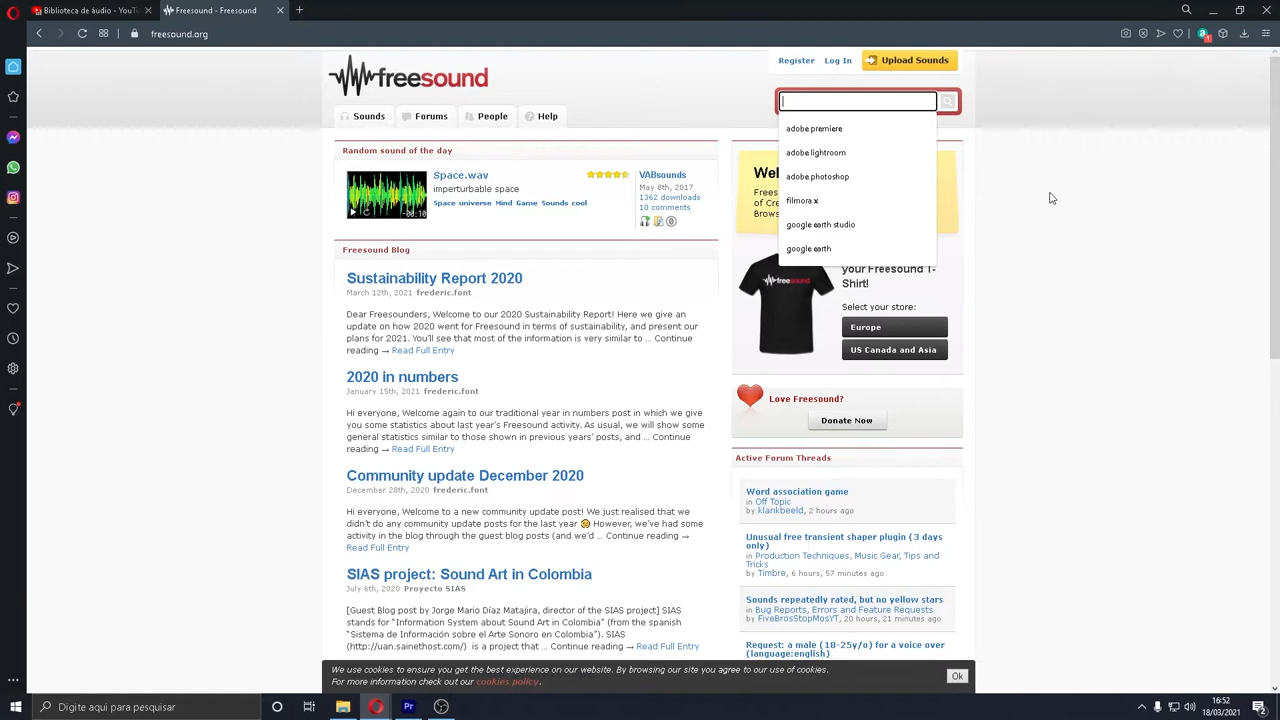 Biblioteca de áudio - YouTu
Freesound - Freesound
freesound.org
Register
Log In
Upload Sounds
freesound
Sounds
Forums
People
Help
adobe premiere
adobe lightroom
adobe photoshop
filmora x
google earth studio
google earth
Random sound of the day
Space.wav
imperturbable space
Space universe Mind Game Sounds cool
-00:10
VABsounds
May 8th, 2017
1362 downloads
10 comments
Freesound Blog
Sustainability Report 2020
March 12th, 2021 frederic.font
Dear Freesounders, Welcome to our 2020 Sustainability Report! Here we give an
update on how 2020 went for Freesound in terms of sustainability, and present our
plans for 2021. You'll see that most of the information is very similar to ... Continue
reading → Read Full Entry
2020 in numbers
January 15th, 2021 frederic.font
Hi everyone, Welcome again to our traditional year in numbers post in which we give
you some statistics about last year's Freesound activity. As usual, we will show some
general statistics similar to those shown in previous years' posts, and ... Continue
reading → Read Full Entry
Community update December 2020
December 28th, 2020 frederic.font
Hi everyone, Welcome to a new community update post! We just realised that we
didn't do any community update posts for the last year 😢 However, we've had some
activity in the blog through the guest blog posts (and we'd ... Continue reading →
Read Full Entry
SIAS project: Sound Art in Colombia
July 6th, 2020 Proyecto SIAS
[Guest Blog post by Jorge Mario Díaz Matajira, director of the SIAS project] SIAS
stands for "Information System about Sound Art in Colombia" (from the spanish
"Sistema de Información sobre el Arte Sonoro en Colombia"). SIAS
(http://uan.sainethost.com/) is a project that ... Continue reading → Read Full Entry
Wel
Frees
of Cre
Brows
freesound
your Freesound T-
Shirt!
Select your store:
Europe
US Canada and Asia
Love Freesound?
Donate Now
Active Forum Threads
Word association game
in Off Topic
by klankbeeld, 2 hours ago
Unusual free transient shaper plugin (3 days
only)
in Production Techniques, Music Gear, Tips and
Tricks
by Timbre, 6 hours, 57 minutes ago
Sounds repeatedly rated, but no yellow stars
in Bug Reports, Errors and Feature Requests
by FiveBrosStopMosYT, 20 hours, 21 minutes ago
Request: a male (18-25y/o) for a voice over
(language:english)
We use cookies to ensure you get the best experience on our website. By browsing our site you agree to our use of cookies.
For more information check out our cookies policy.
Ok
Digite aqui para pesquisar
Pr
16:52
18/03/2021
2